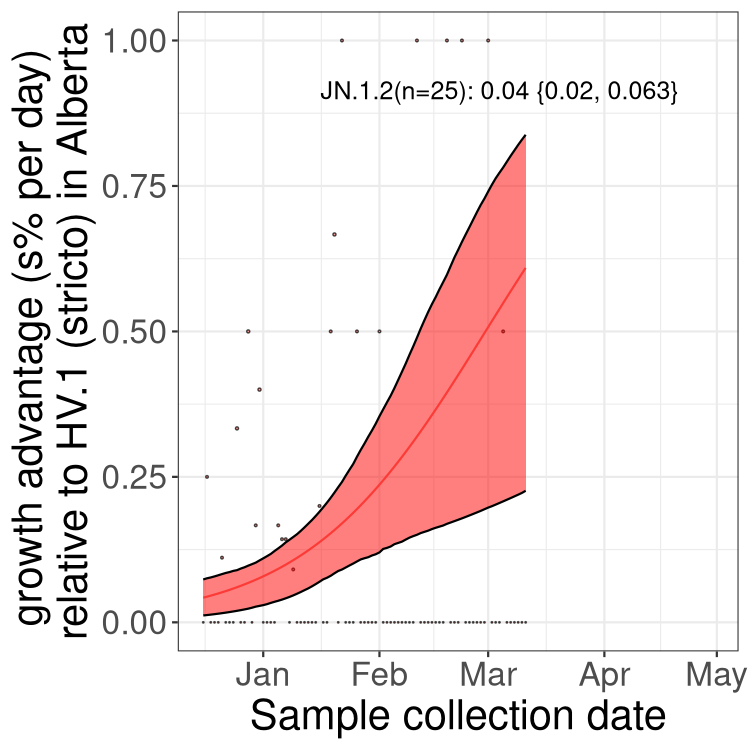 growth advantage (s% per day)
relative to HV.1 (stricto) in Alberta
1.00
0.75
0.50
0.25
0.00
JN.1.2(n=25): 0.04 {0.02, 0.063}
Jan Feb Mar Apr May
Sample collection date